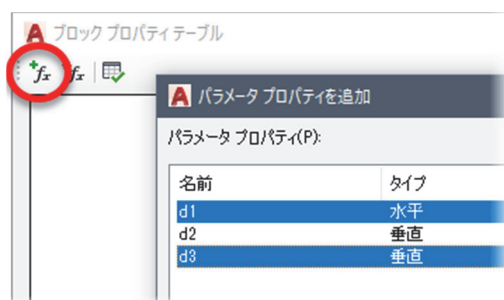 ブロック プロパティ テーブル
fx fx
パラメータ プロパティを追加
パラメータ プロパティ(P):
名前 タイプ
d1 水平
d2 垂直
d3 垂直